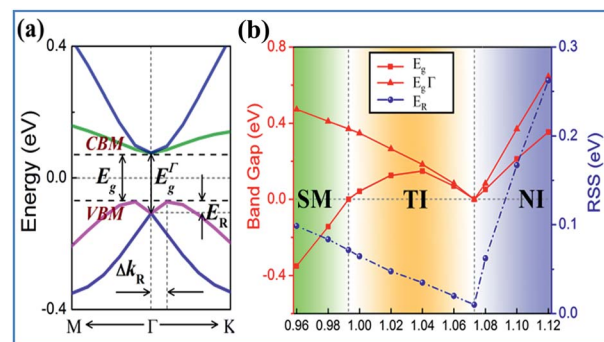 (a)
0.4
0.0
-0.4
Energy (eV)
CBM
VBM
E_g
E_g^Γ
E_R
Δk_R
M
Γ
K
(b)
0.8
0.4
0.0
-0.4
Band Gap (eV)
E_g
E_gΓ
E_R
SM
TI
NI
0.3
0.2
0.1
0.0
RSS (eV)
0.96 0.98 1.00 1.02 1.04 1.06 1.08 1.10 1.12